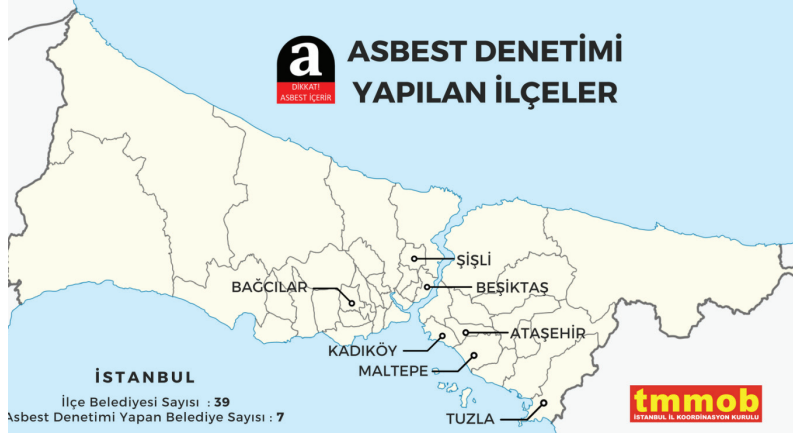 a
DİKKAT!
ASBEST İÇERİR
ASBEST DENETİMİ
YAPILAN İLÇELER
ŞİŞLİ
BAĞCILAR
BEŞİKTAŞ
ATAŞEHİR
KADIKÖY
MALTEPE
TUZLA
İSTANBUL
İlçe Belediyesi Sayısı : 39
Asbest Denetimi Yapan Belediye Sayısı : 7
tmmob
İSTANBUL İL KOORDİNASYON KURULU